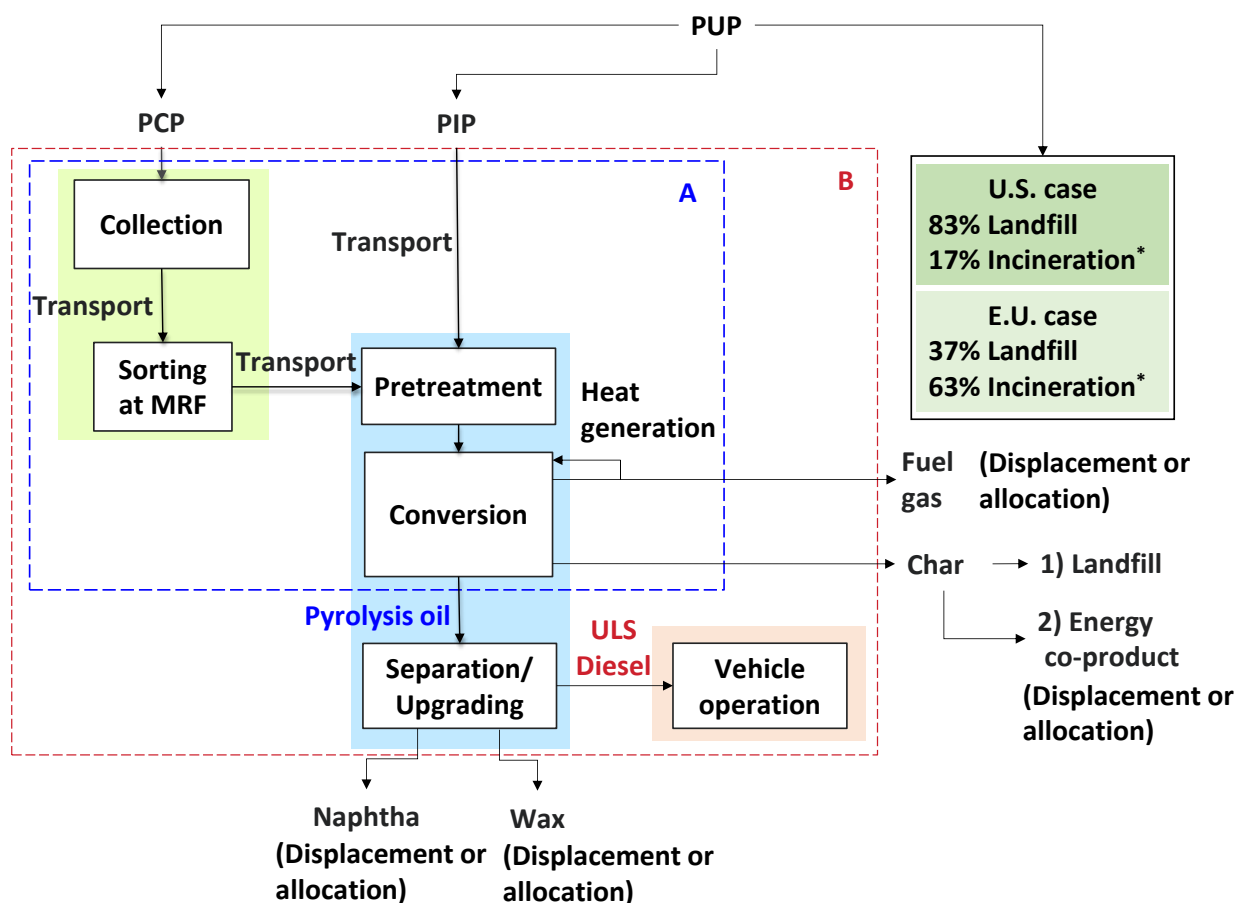 PUP
PCP
PIP
A
B
Collection
Transport
Transport
Sorting
at MRF
Transport
Pretreatment
Heat
generation
Conversion
Pyrolysis oil
Separation/
Upgrading
ULS
Diesel
Vehicle
operation
U.S. case
83% Landfill
17% Incineration*
E.U. case
37% Landfill
63% Incineration*
Fuel
gas
(Displacement or
allocation)
Char
1) Landfill
2) Energy
co-product
(Displacement or
allocation)
Naphtha
(Displacement or
allocation)
Wax
(Displacement or
allocation)